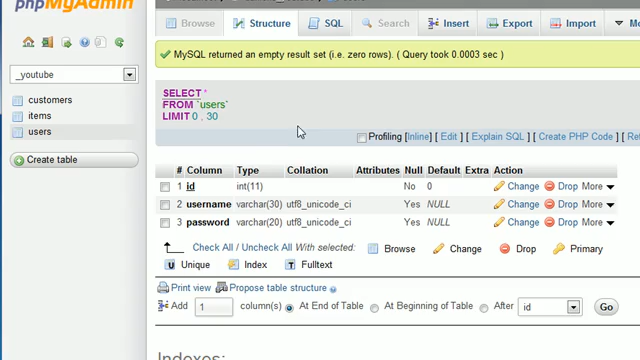 phpMyAdmin
_youtube
customers
items
users
Create table
Browse Structure SQL Search Insert Export Import
MySQL returned an empty result set (i.e. zero rows). ( Query took 0.0003 sec )
SELECT *
FROM `users`
LIMIT 0 , 30
Profiling [Inline] [ Edit ] [ Explain SQL ] [ Create PHP Code ] [
# Column Type Collation Attributes Null Default Extra Action
1 id int(11) No 0 Change Drop More
2 username varchar(30) utf8_unicode_ci Yes NULL Change Drop More
3 password varchar(20) utf8_unicode_ci Yes NULL Change Drop More
Check All / Uncheck All With selected: Browse Change Drop Primary
U Unique Index T Fulltext
Print view Propose table structure
Add 1 column(s) At End of Table At Beginning of Table After id Go
Indexes: